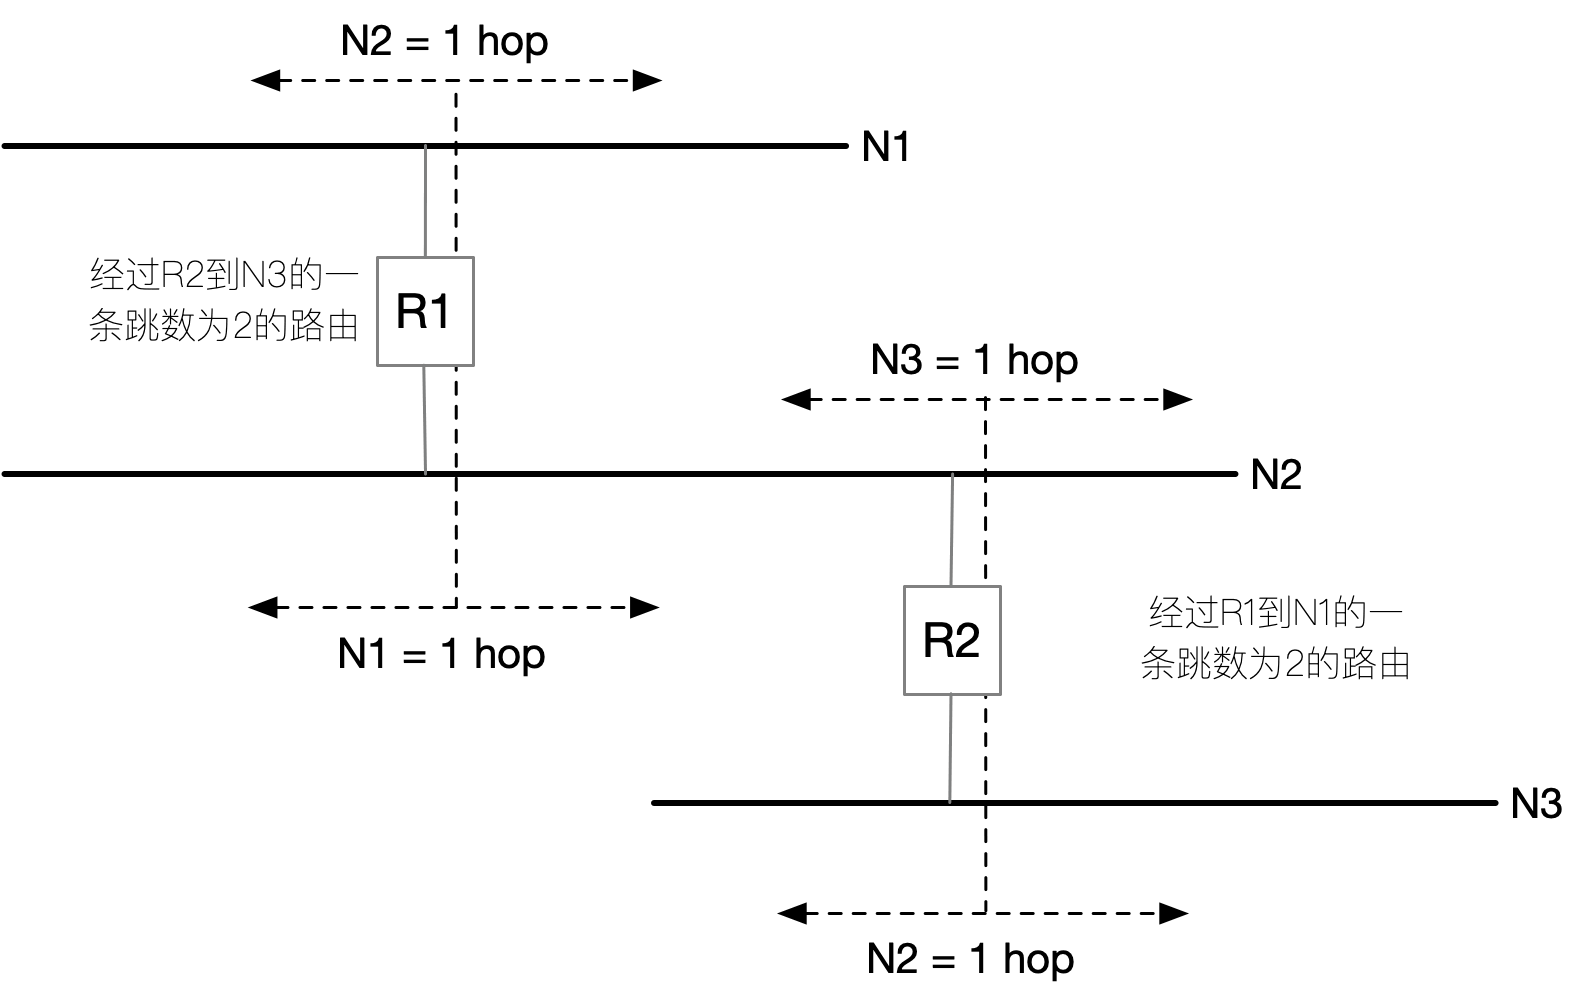 N2 = 1 hop
N1
经过R2到N3的一
条跳数为2的路由
R1
N3 = 1 hop
N2
N1 = 1 hop
R2
经过R1到N1的一
条跳数为2的路由
N3
N2 = 1 hop